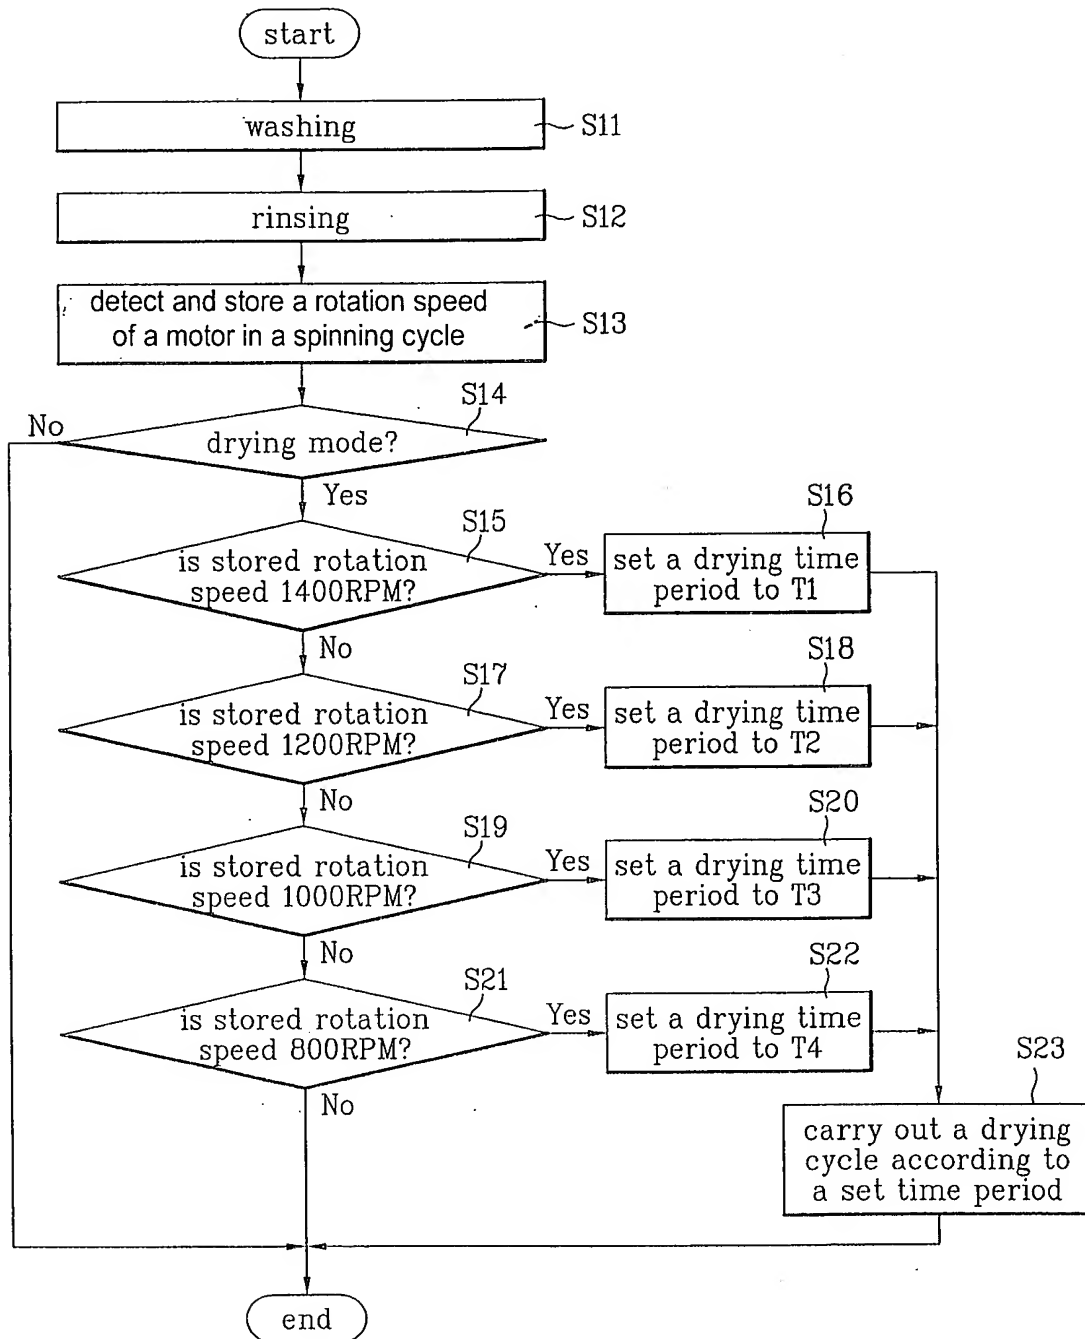 start
washing
S11
rinsing
S12
detect and store a rotation speed
of a motor in a spinning cycle
S13
S14
No
drying mode?
Yes
S15
is stored rotation
speed 1400RPM?
Yes
S16
set a drying time
period to T1
No
S17
is stored rotation
speed 1200RPM?
Yes
S18
set a drying time
period to T2
No
S19
is stored rotation
speed 1000RPM?
Yes
S20
set a drying time
period to T3
No
S21
is stored rotation
speed 800RPM?
Yes
S22
set a drying time
period to T4
No
S23
carry out a drying
cycle according to
a set time period
end